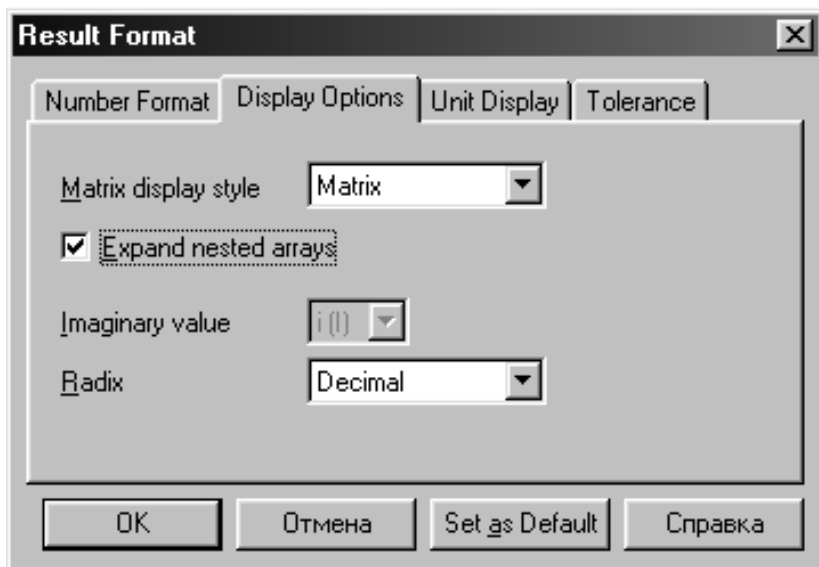 Result Format
Number Format Display Options Unit Display Tolerance
Matrix display style Matrix
Expand nested arrays
Imaginary value i (I)
Radix Decimal
OK Отмена Set as Default Справка